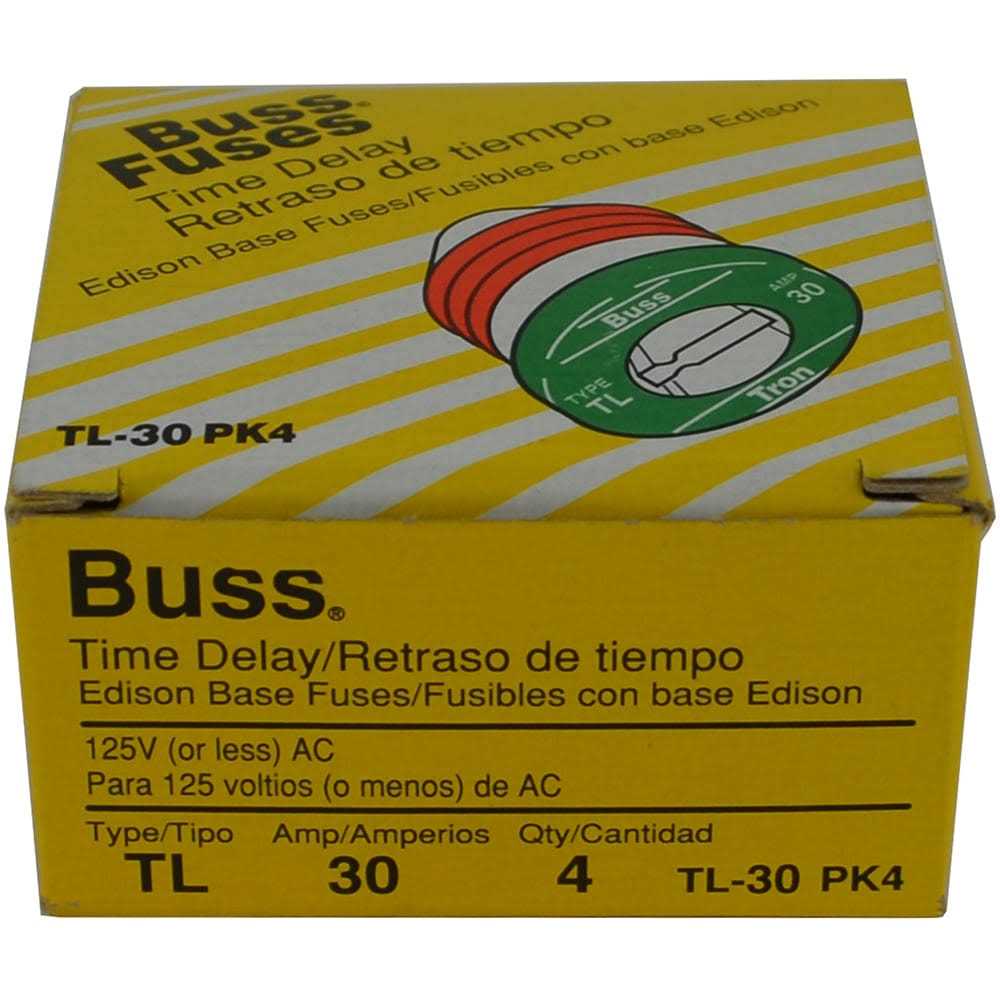 Buss®
Fuses
Time Delay
Retraso de tiempo
Edison Base Fuses/Fusibles con base Edison
Buss
AMP
30
TYPE
TL
Tron
TL-30 PK4
Buss®
Time Delay/Retraso de tiempo
Edison Base Fuses/Fusibles con base Edison
125V (or less) AC
Para 125 voltios (o menos) de AC
Type/Tipo Amp/Amperios Qty/Cantidad
TL 30 4 TL-30 PK4